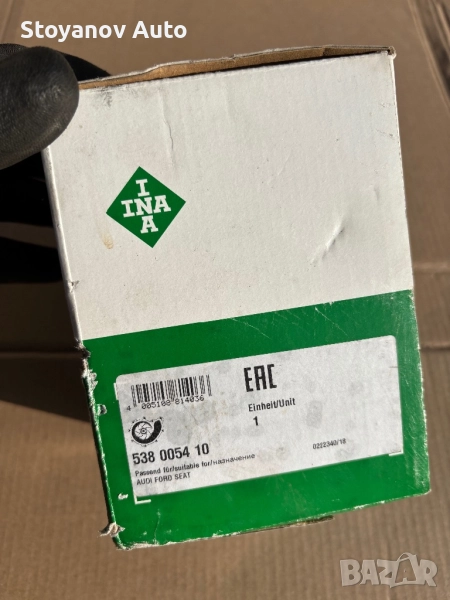 Stoyanov Auto
I
INA
A
EAC
4 005108 814036
Einheit/Unit
1
538 0054 10
0222340/18
Passend für/suitable for/назначение
AUDI FORD SEAT
BAZAR